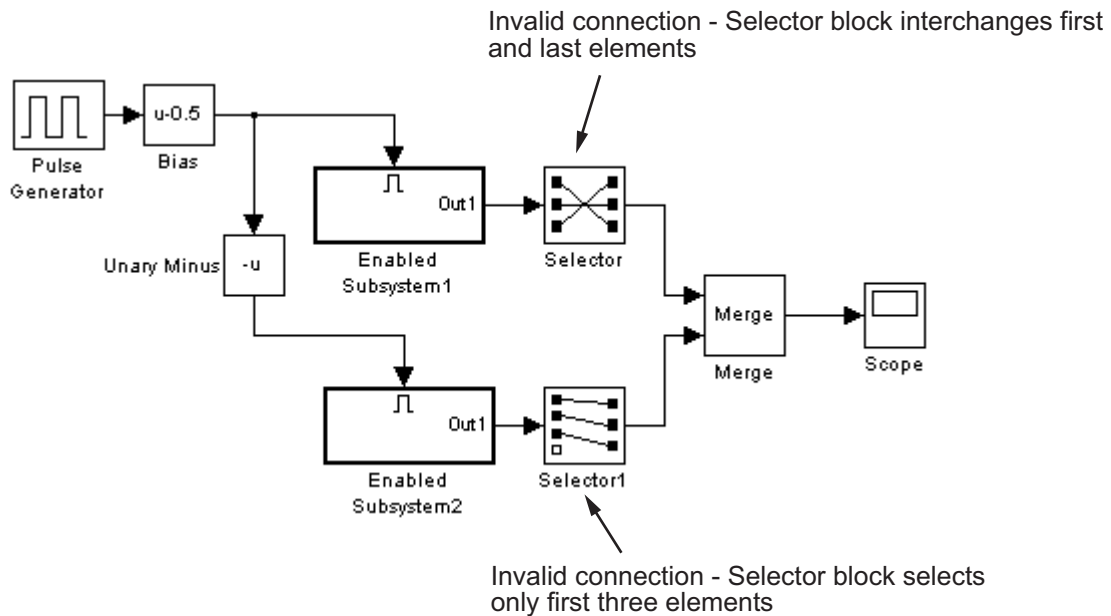 Invalid connection - Selector block interchanges first
and last elements
u-0.5
Pulse
Generator
Bias
Out1
Enabled
Subsystem1
Selector
Unary Minus
-u
Merge
Merge
Scope
Out1
Enabled
Subsystem2
Selector1
Invalid connection - Selector block selects
only first three elements